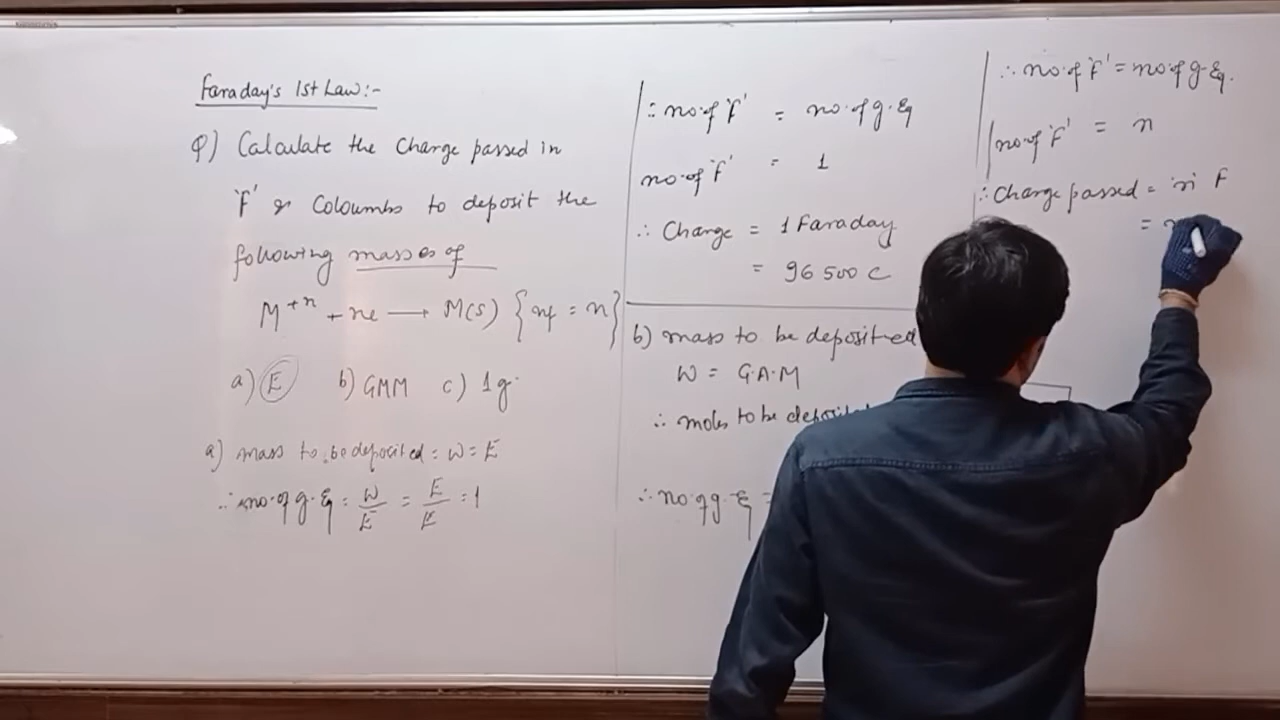 Faraday's 1st Law:-
Q) Calculate the Charge passed in
'F' & Coloumbs to deposit the
following masses of
M⁺ⁿ + ne ⟶ M(s) {nf = n}
a) E b) GMM c) 1g.
a) mass to be deposited = W = E
∴ no. of g. Eq = W/E = E/E = 1
∴ no. of 'F' = no. of g. Eq
no. of 'F' = 1
∴ Charge = 1 Faraday
= 96500 C
b) mass to be deposited
W = G.A.M
∴ moles to be deposited
∴ no. of g. Eq =
∴ no. of 'F' = no. of g. Eq.
no. of 'F' = n
∴ Charge passed = 'n' F
=